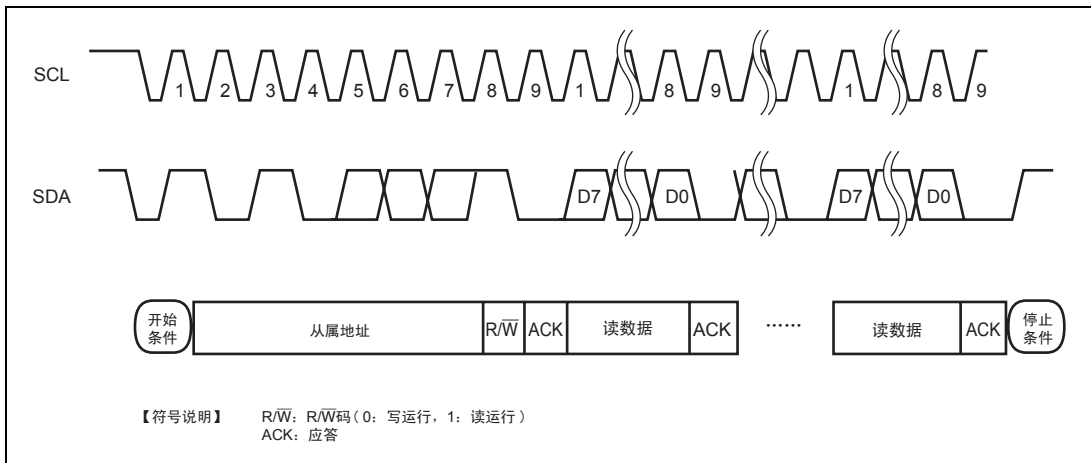 SCL
1 2 3 4 5 6 7 8 9 1 8 9 1 8 9
SDA
D7 D0 D7 D0
开始
条件
从属地址
R/W̅
ACK
读数据
ACK
……
读数据
ACK
停止
条件
【符号说明】 R/W̅：R/W̅码（0：写运行，1：读运行）
ACK：应答